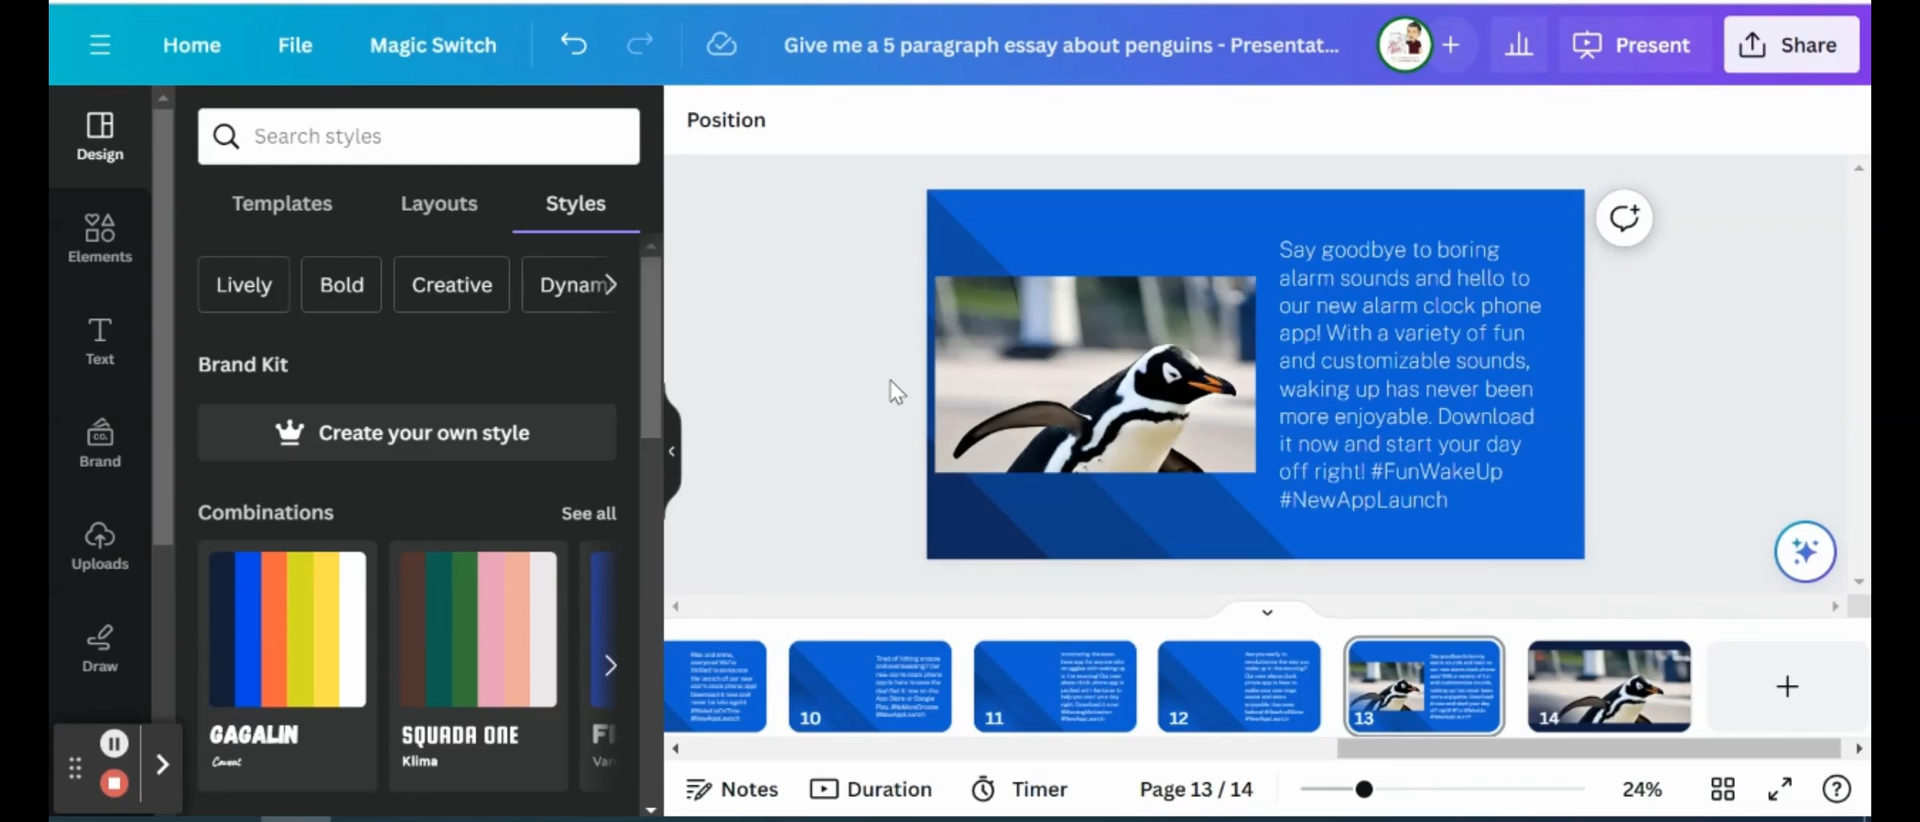 Home File Magic Switch Give me a 5 paragraph essay about penguins - Presentat... Present Share
Design
Elements
Text
Brand
CO.
Uploads
Draw
Search styles
Templates Layouts Styles
Lively Bold Creative Dynam
Brand Kit
Create your own style
Combinations See all
GAGALIN
Caveat
SQUADA ONE
Klima
FI
Van
Position
Say goodbye to boring
alarm sounds and hello to
our new alarm clock phone
app! With a variety of fun
and customizable sounds,
waking up has never been
more enjoyable. Download
it now and start your day
off right! #FunWakeUp
#NewAppLaunch
10
11
12
13
14
Notes Duration Timer Page 13 / 14 24%